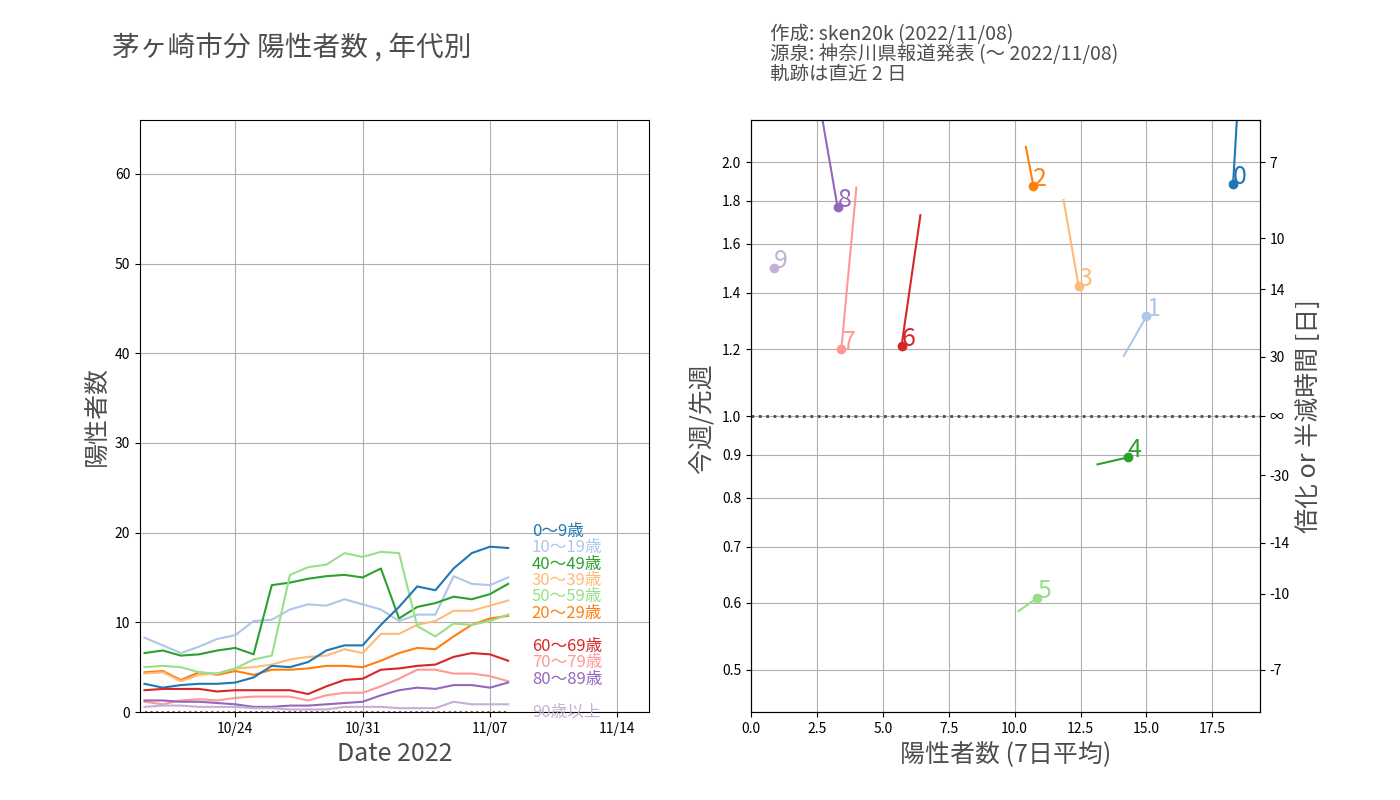 茅ヶ崎市分 陽性者数 , 年代別
作成: sken20k (2022/11/08)
源泉: 神奈川県報道発表 (〜 2022/11/08)
軌跡は直近 2 日
陽性者数
60
50
40
30
20
10
0
10/24
10/31
11/07
11/14
Date 2022
0〜9歳
10〜19歳
40〜49歳
30〜39歳
50〜59歳
20〜29歳
60〜69歳
70〜79歳
80〜89歳
90歳以上
今週/先週
2.0
1.8
1.6
1.4
1.2
1.0
0.9
0.8
0.7
0.6
0.5
8
2
0
9
3
1
7
6
4
5
0.0
2.5
5.0
7.5
10.0
12.5
15.0
17.5
陽性者数 (7日平均)
7
10
14
30
∞
-30
-14
-10
-7
倍化 or 半減時間 [日]